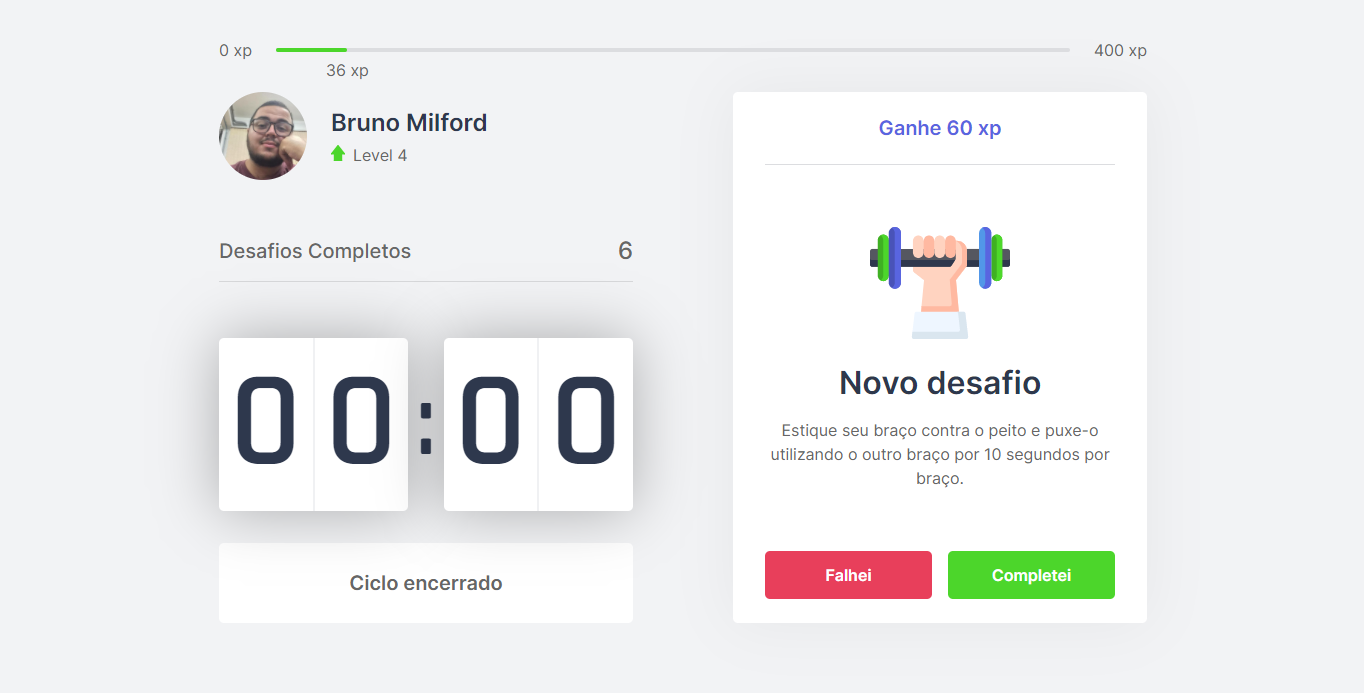 0 xp
400 xp
36 xp
Bruno Milford
Level 4
Desafios Completos
6
00:00
Ciclo encerrado
Ganhe 60 xp
Novo desafio
Estique seu braço contra o peito e puxe-o
utilizando o outro braço por 10 segundos por
braço.
Falhei
Completei